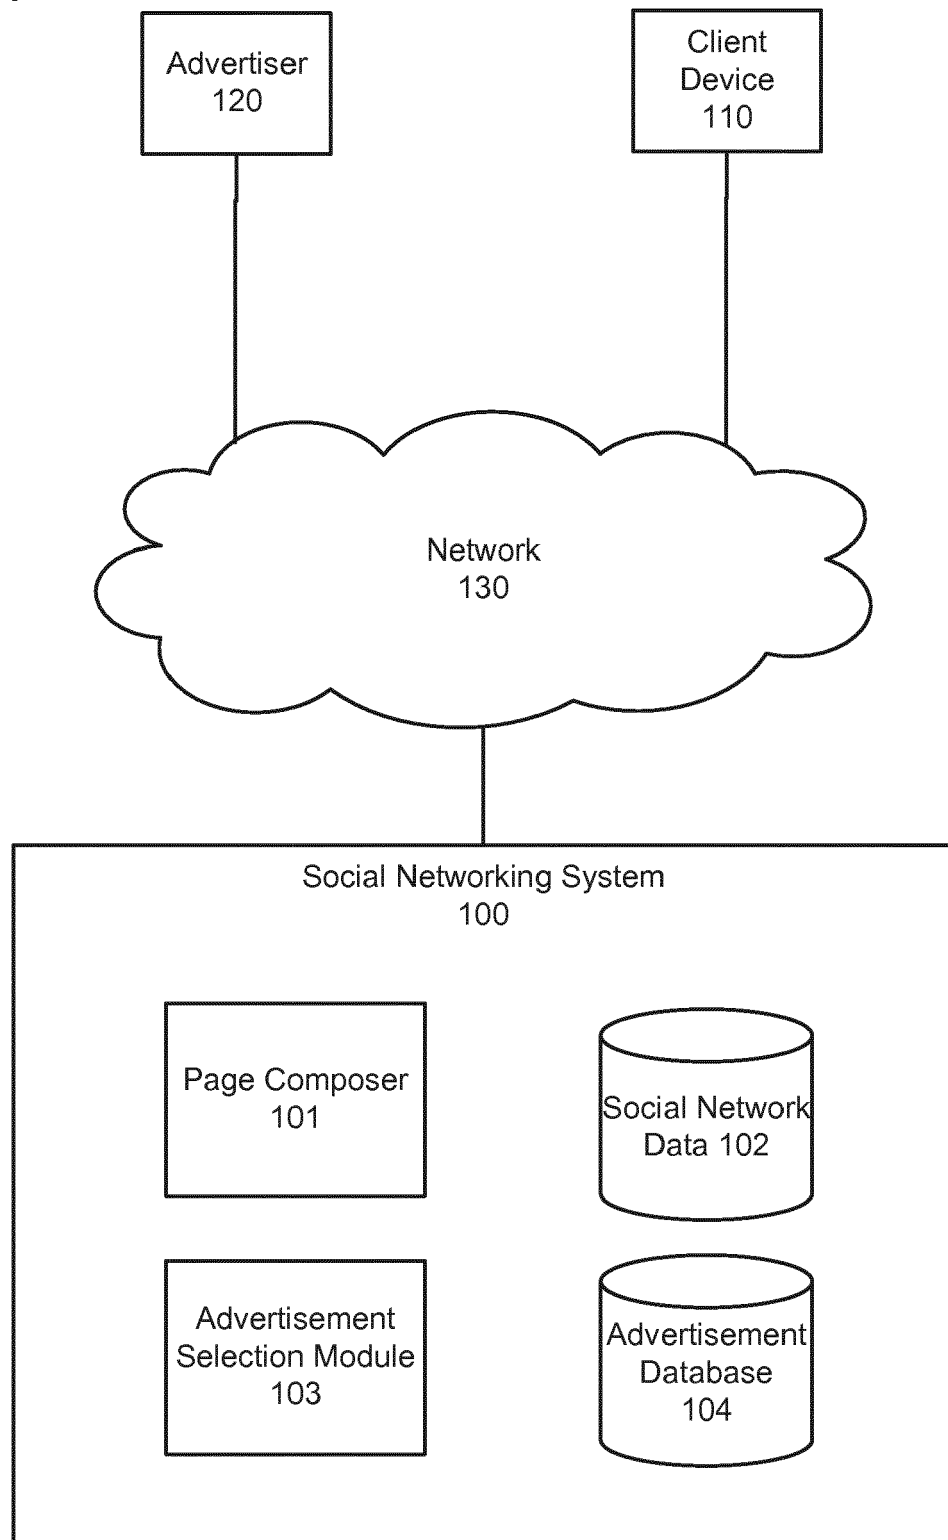 Advertiser
120
Client
Device
110
Network
130
Social Networking System
100
Page Composer
101
Social Network
Data 102
Advertisement
Selection Module
103
Advertisement
Database
104